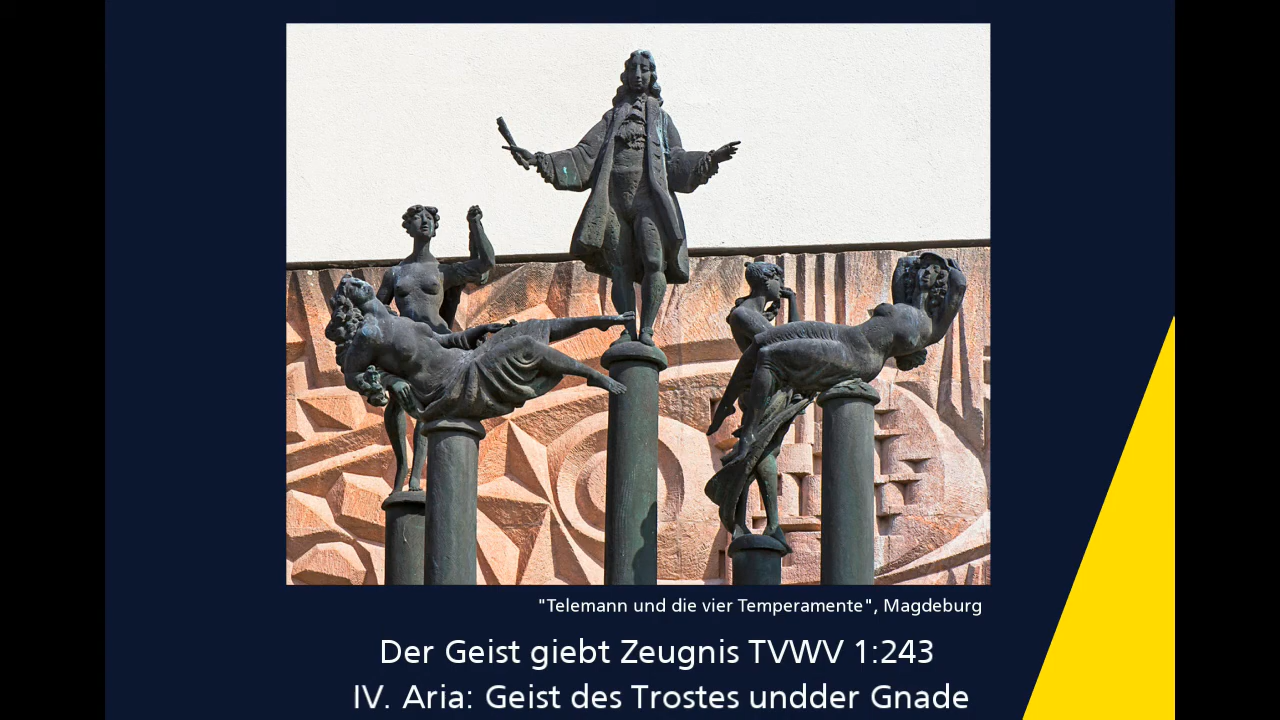 "Telemann und die vier Temperamente", Magdeburg
Der Geist giebt Zeugnis TVWV 1:243
IV. Aria: Geist des Trostes undder Gnade